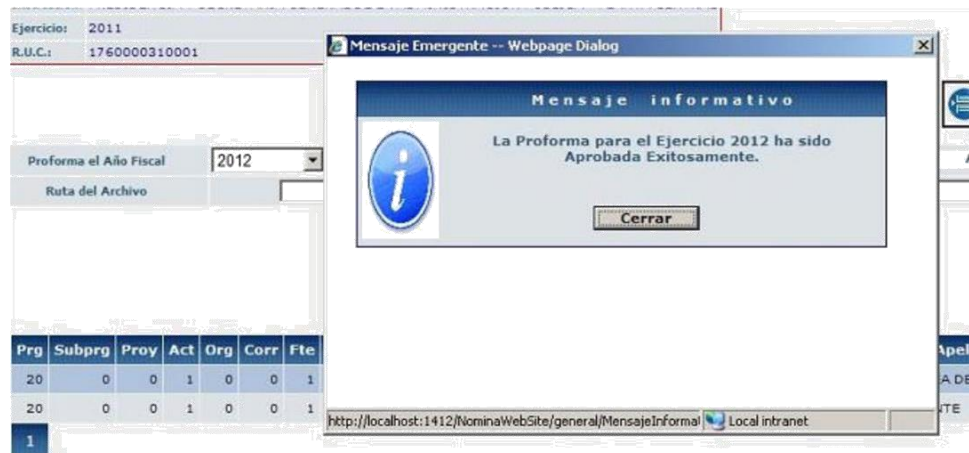 Ejercicio: 2011
R.U.C.: 1760000310001
Mensaje Emergente -- Webpage Dialog
Mensaje informativo
La Proforma para el Ejercicio 2012 ha sido
Aprobada Exitosamente.
Cerrar
Proforma el Año Fiscal 2012
Ruta del Archivo
Prg Subprg Proy Act Org Corr Fte Apel
20 0 0 1 0 0 1 A DE
20 0 0 1 0 0 1 NTE
1
http://localhost:1412/NominaWebSite/general/MensajeInformal Local intranet